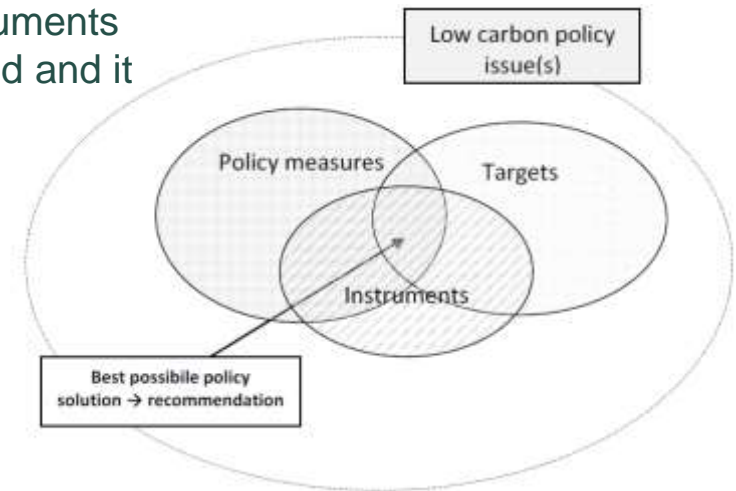 uments
d and it
Low carbon policy
issue(s)
Policy measures
Targets
Instruments
Best possibile policy
solution → recommendation